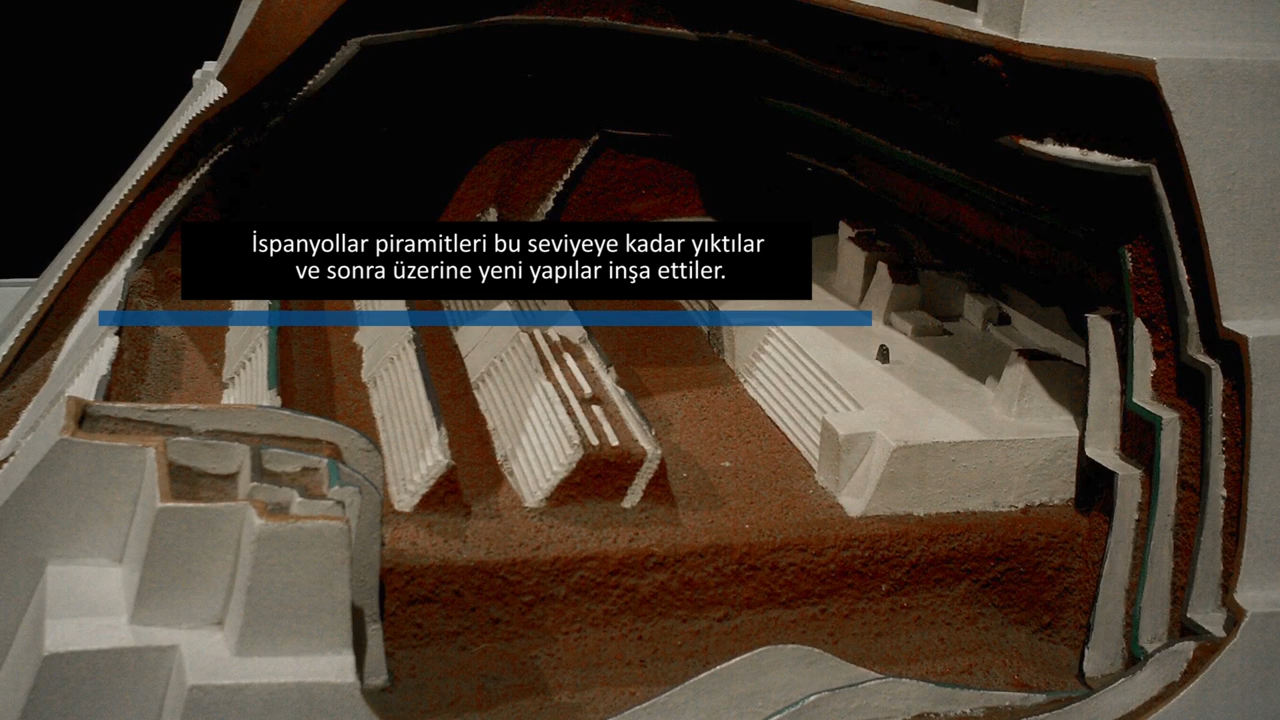 İspanyollar piramitleri bu seviyeye kadar yıktılar
ve sonra üzerine yeni yapılar inşa ettiler.